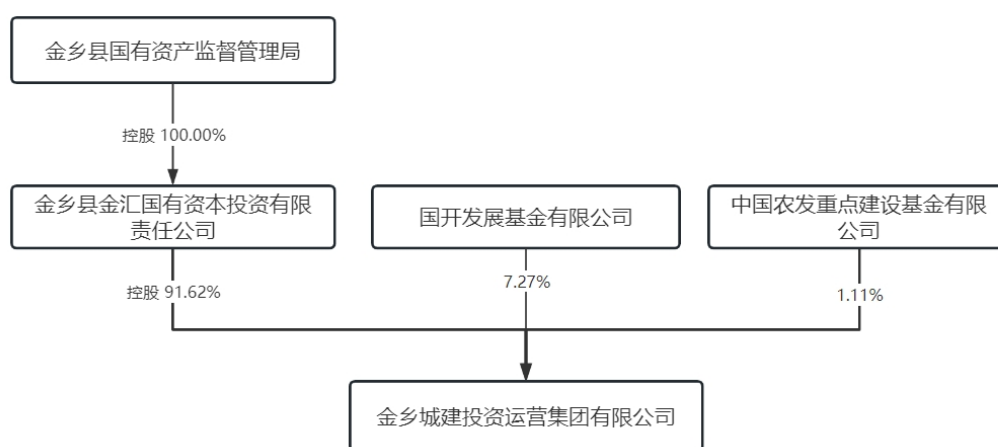 金乡县国有资产监督管理局
控股 100.00%
金乡县金汇国有资本投资有限
责任公司
国开发展基金有限公司
中国农发重点建设基金有限
公司
控股 91.62%
7.27%
1.11%
金乡城建投资运营集团有限公司